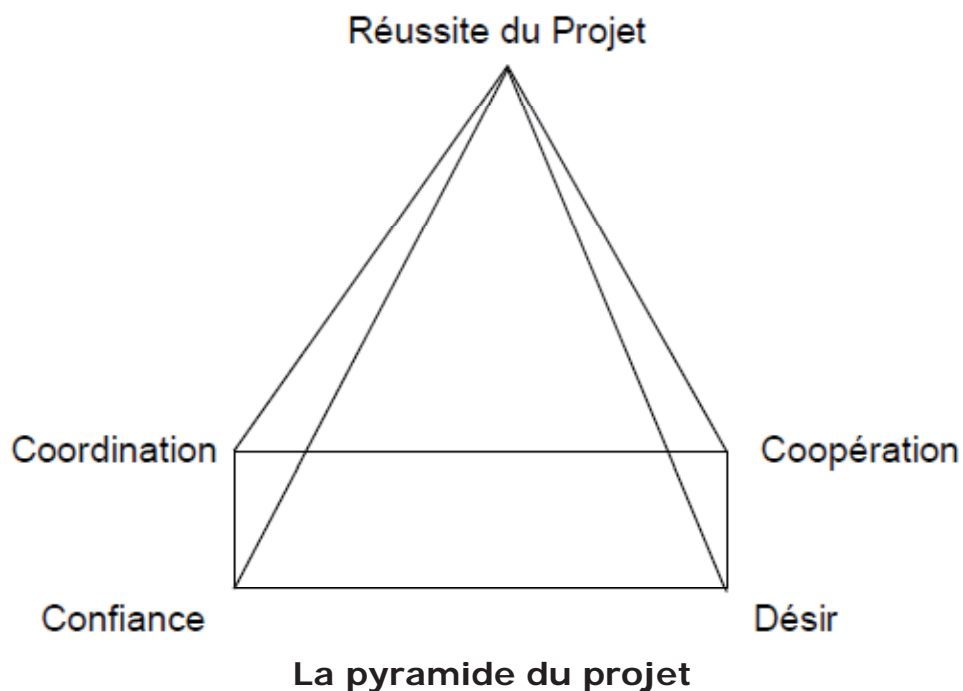 Réussite du Projet
Coordination
Coopération
Confiance
Désir
La pyramide du projet